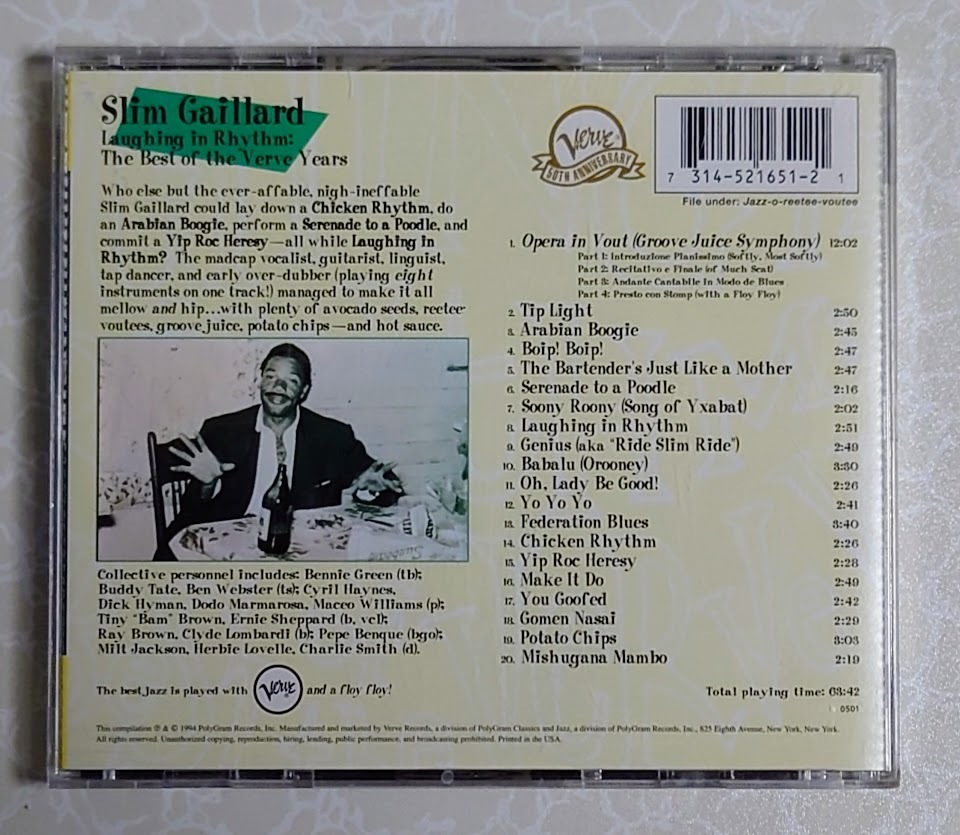 Slim Gaillard
Laughing in Rhythm:
The Best of the Verve Years
Who else but the ever-affable, nigh-ineffable
Slim Gaillard could lay down a Chicken Rhythm, do
an Arabian Boogie, perform a Serenade to a Poodle, and
commit a Yip Roc Heresy—all while Laughing in
Rhythm? The madcap vocalist, guitarist, linguist,
tap dancer, and early over-dubber (playing eight
instruments on one track!) managed to make it all
mellow and hip...with plenty of avocado seeds, reetee-
voutees, groove juice, potato chips—and hot sauce.
Collective personnel includes: Bennie Green (tb);
Buddy Tate, Ben Webster (ts); Cyril Haynes,
Dick Hyman, Dodo Marmarosa, Maceo Williams (p);
Tiny "Bam" Brown, Ernie Sheppard (b, vcl);
Ray Brown, Clyde Lombardi (b); Pepe Benque (bgo);
Milt Jackson, Herbie Lovelle, Charlie Smith (d).
The best jazz is played with Verve and a floy floy!
Verve
50TH ANNIVERSARY
7 314-521651-2 1
File under: Jazz-o-reetee-voutee
1. Opera in Vout (Groove Juice Symphony) 12:02
Part 1: Introduzione Pianissimo (Softly, Most Softly)
Part 2: Recitativo e Finale (of Much Scat)
Part 3: Andante Cantabile in Modo de Blues
Part 4: Presto con Stomp (with a Floy Floy)
2. Tip Light 2:50
3. Arabian Boogie 2:45
4. Boip! Boip! 2:47
5. The Bartender's Just Like a Mother 2:47
6. Serenade to a Poodle 2:16
7. Soony Roony (Song of Yxabat) 2:02
8. Laughing in Rhythm 2:51
9. Genius (aka "Ride Slim Ride") 2:49
10. Babalu (Orooney) 3:30
11. Oh, Lady Be Good! 2:26
12. Yo Yo Yo 2:41
13. Federation Blues 3:40
14. Chicken Rhythm 2:26
15. Yip Roc Heresy 2:28
16. Make It Do 2:49
17. You Goofed 2:42
18. Gomen Nasai 2:29
19. Potato Chips 3:03
20. Mishugana Mambo 2:19
Total playing time: 63:42
0501
This compilation ℗ & © 1994 PolyGram Records, Inc. Manufactured and marketed by Verve Records, a division of PolyGram Classics and Jazz, a division of PolyGram Records, Inc., 825 Eighth Avenue, New York, New York.
All rights reserved. Unauthorized copying, reproduction, hiring, lending, public performance, and broadcasting prohibited. Printed in the USA.